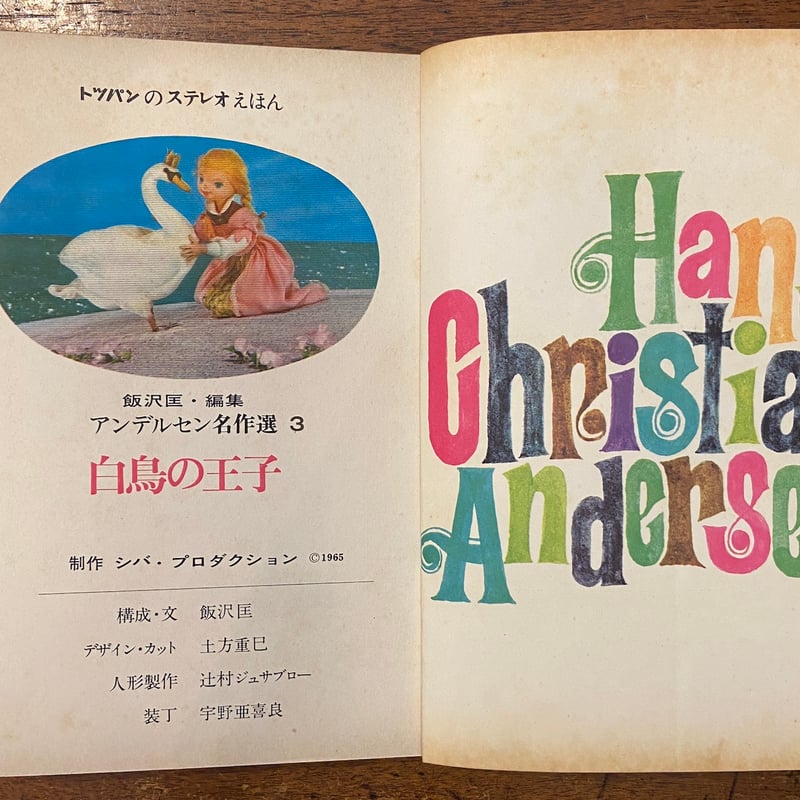 トッパンのステレオえほん
飯沢匡・編集
アンデルセン名作選 3
白鳥の王子
制作 シバ・プロダクション ©1965
構成・文 飯沢匡
デザイン・カット 土方重巳
人形製作 辻村ジュサブロー
装丁 宇野亜喜良
Han
Christia
Anderse